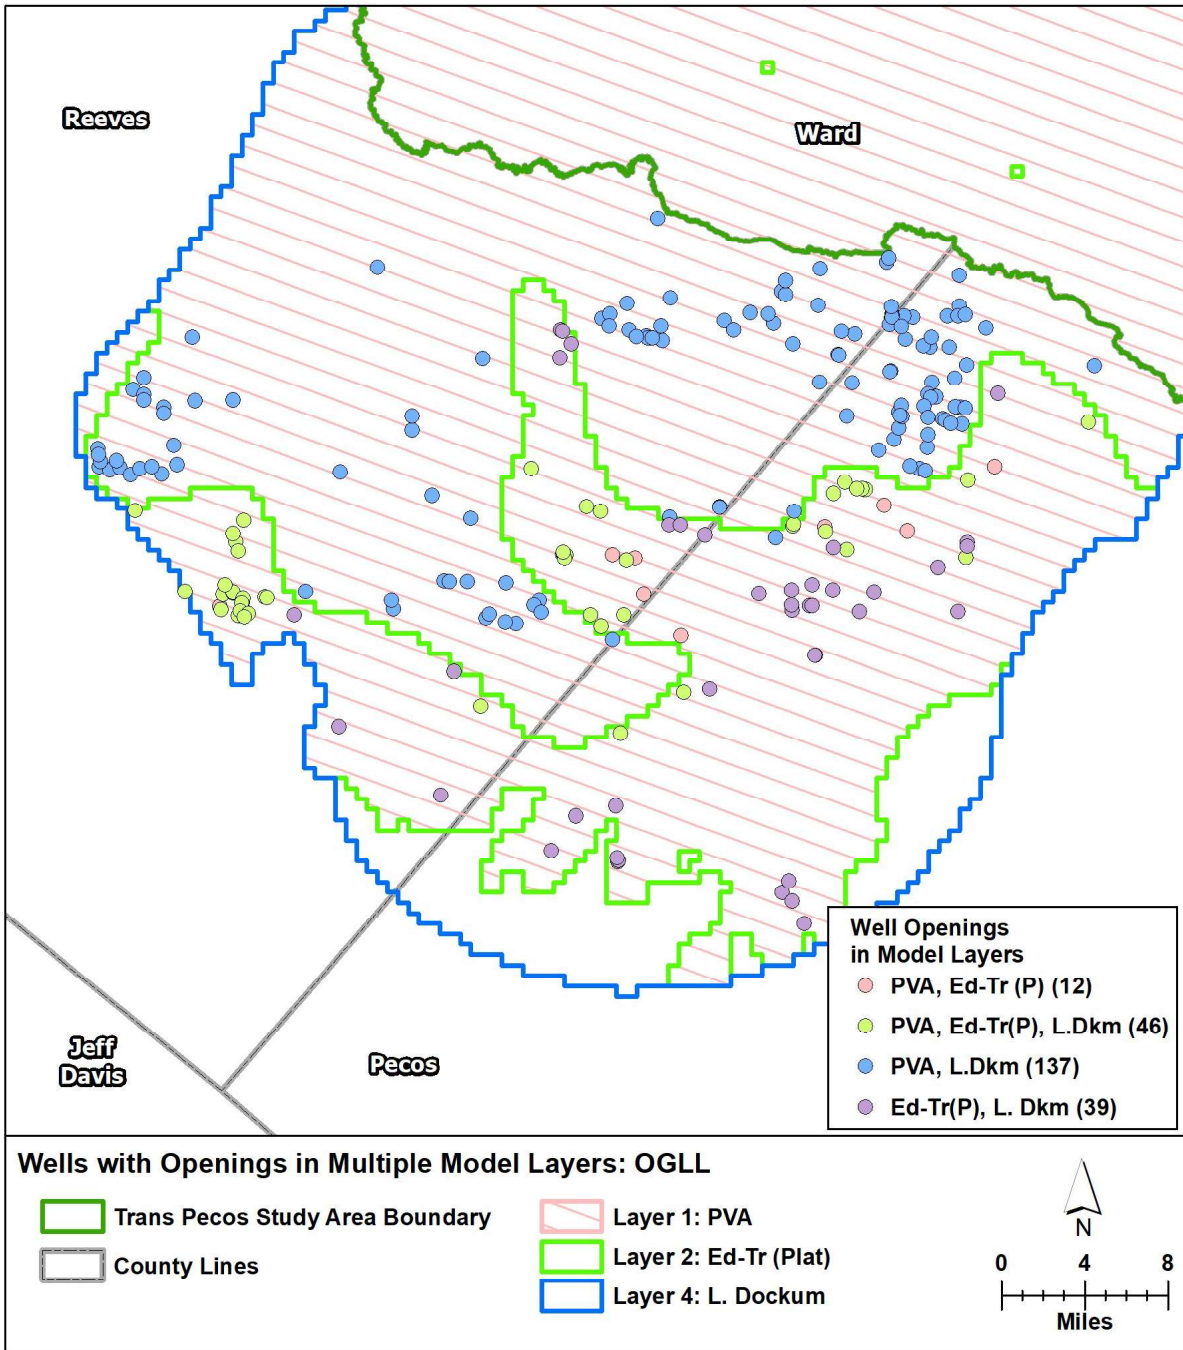 Reeves
Ward
Jeff
Davis
Pecos
Well Openings
in Model Layers
PVA, Ed-Tr (P) (12)
PVA, Ed-Tr(P), L.Dkm (46)
PVA, L.Dkm (137)
Ed-Tr(P), L. Dkm (39)
Wells with Openings in Multiple Model Layers: OGLL
Trans Pecos Study Area Boundary
County Lines
Layer 1: PVA
Layer 2: Ed-Tr (Plat)
Layer 4: L. Dockum
N
0 4 8
Miles